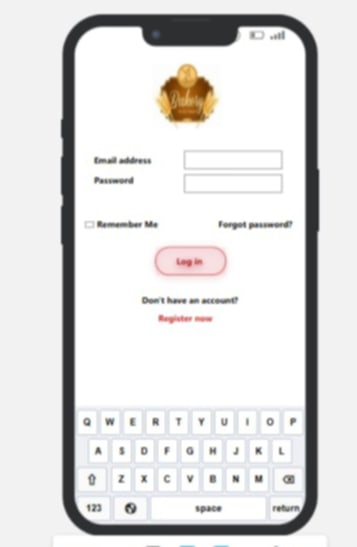 Bakery
Email address
Password
Remember Me Forgot password?
Log in
Don't have an account?
Register now
Q W E R T Y U I O P
A S D F G H J K L
Z X C V B N M
123 space return